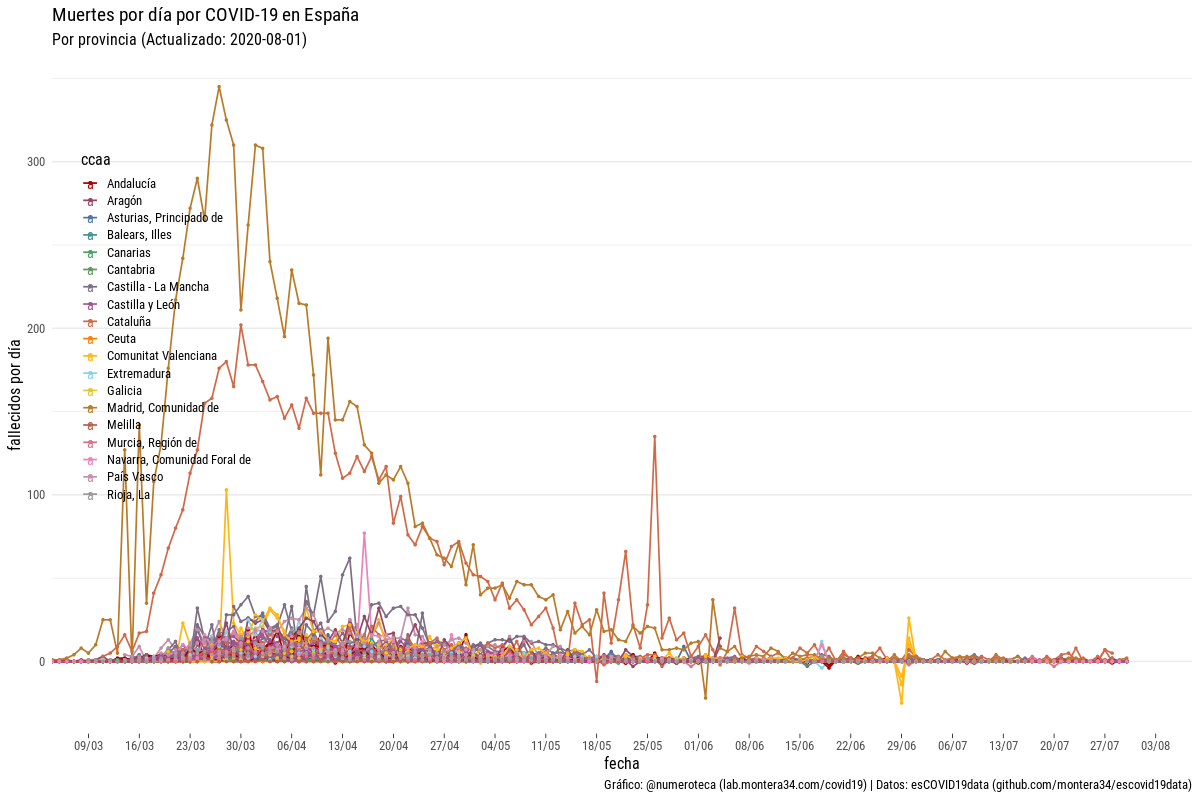 Muertes por día por COVID-19 en España
Por provincia (Actualizado: 2020-08-01)
fallecidos por día
300
200
100
0
ccaa
Andalucía
Aragón
Asturias, Principado de
Balears, Illes
Canarias
Cantabria
Castilla - La Mancha
Castilla y León
Cataluña
Ceuta
Comunitat Valenciana
Extremadura
Galicia
Madrid, Comunidad de
Melilla
Murcia, Región de
Navarra, Comunidad Foral de
País Vasco
Rioja, La
09/03 16/03 23/03 30/03 06/04 13/04 20/04 27/04 04/05 11/05 18/05 25/05 01/06 08/06 15/06 22/06 29/06 06/07 13/07 20/07 27/07 03/08
fecha
Gráfico: @numeroteca (lab.montera34.com/covid19) | Datos: esCOVID19data (github.com/montera34/escovid19data)